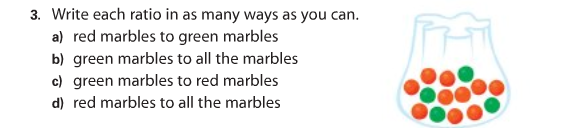 3. Write each ratio in as many ways as you can.
a) red marbles to green marbles
b) green marbles to all the marbles
c) green marbles to red marbles
d) red marbles to all the marbles